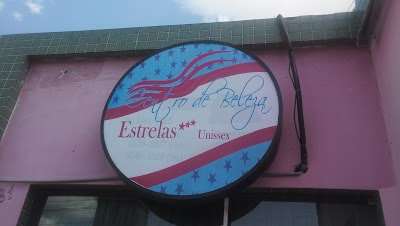 Centro de Beleza
Estrelas*** Unissex